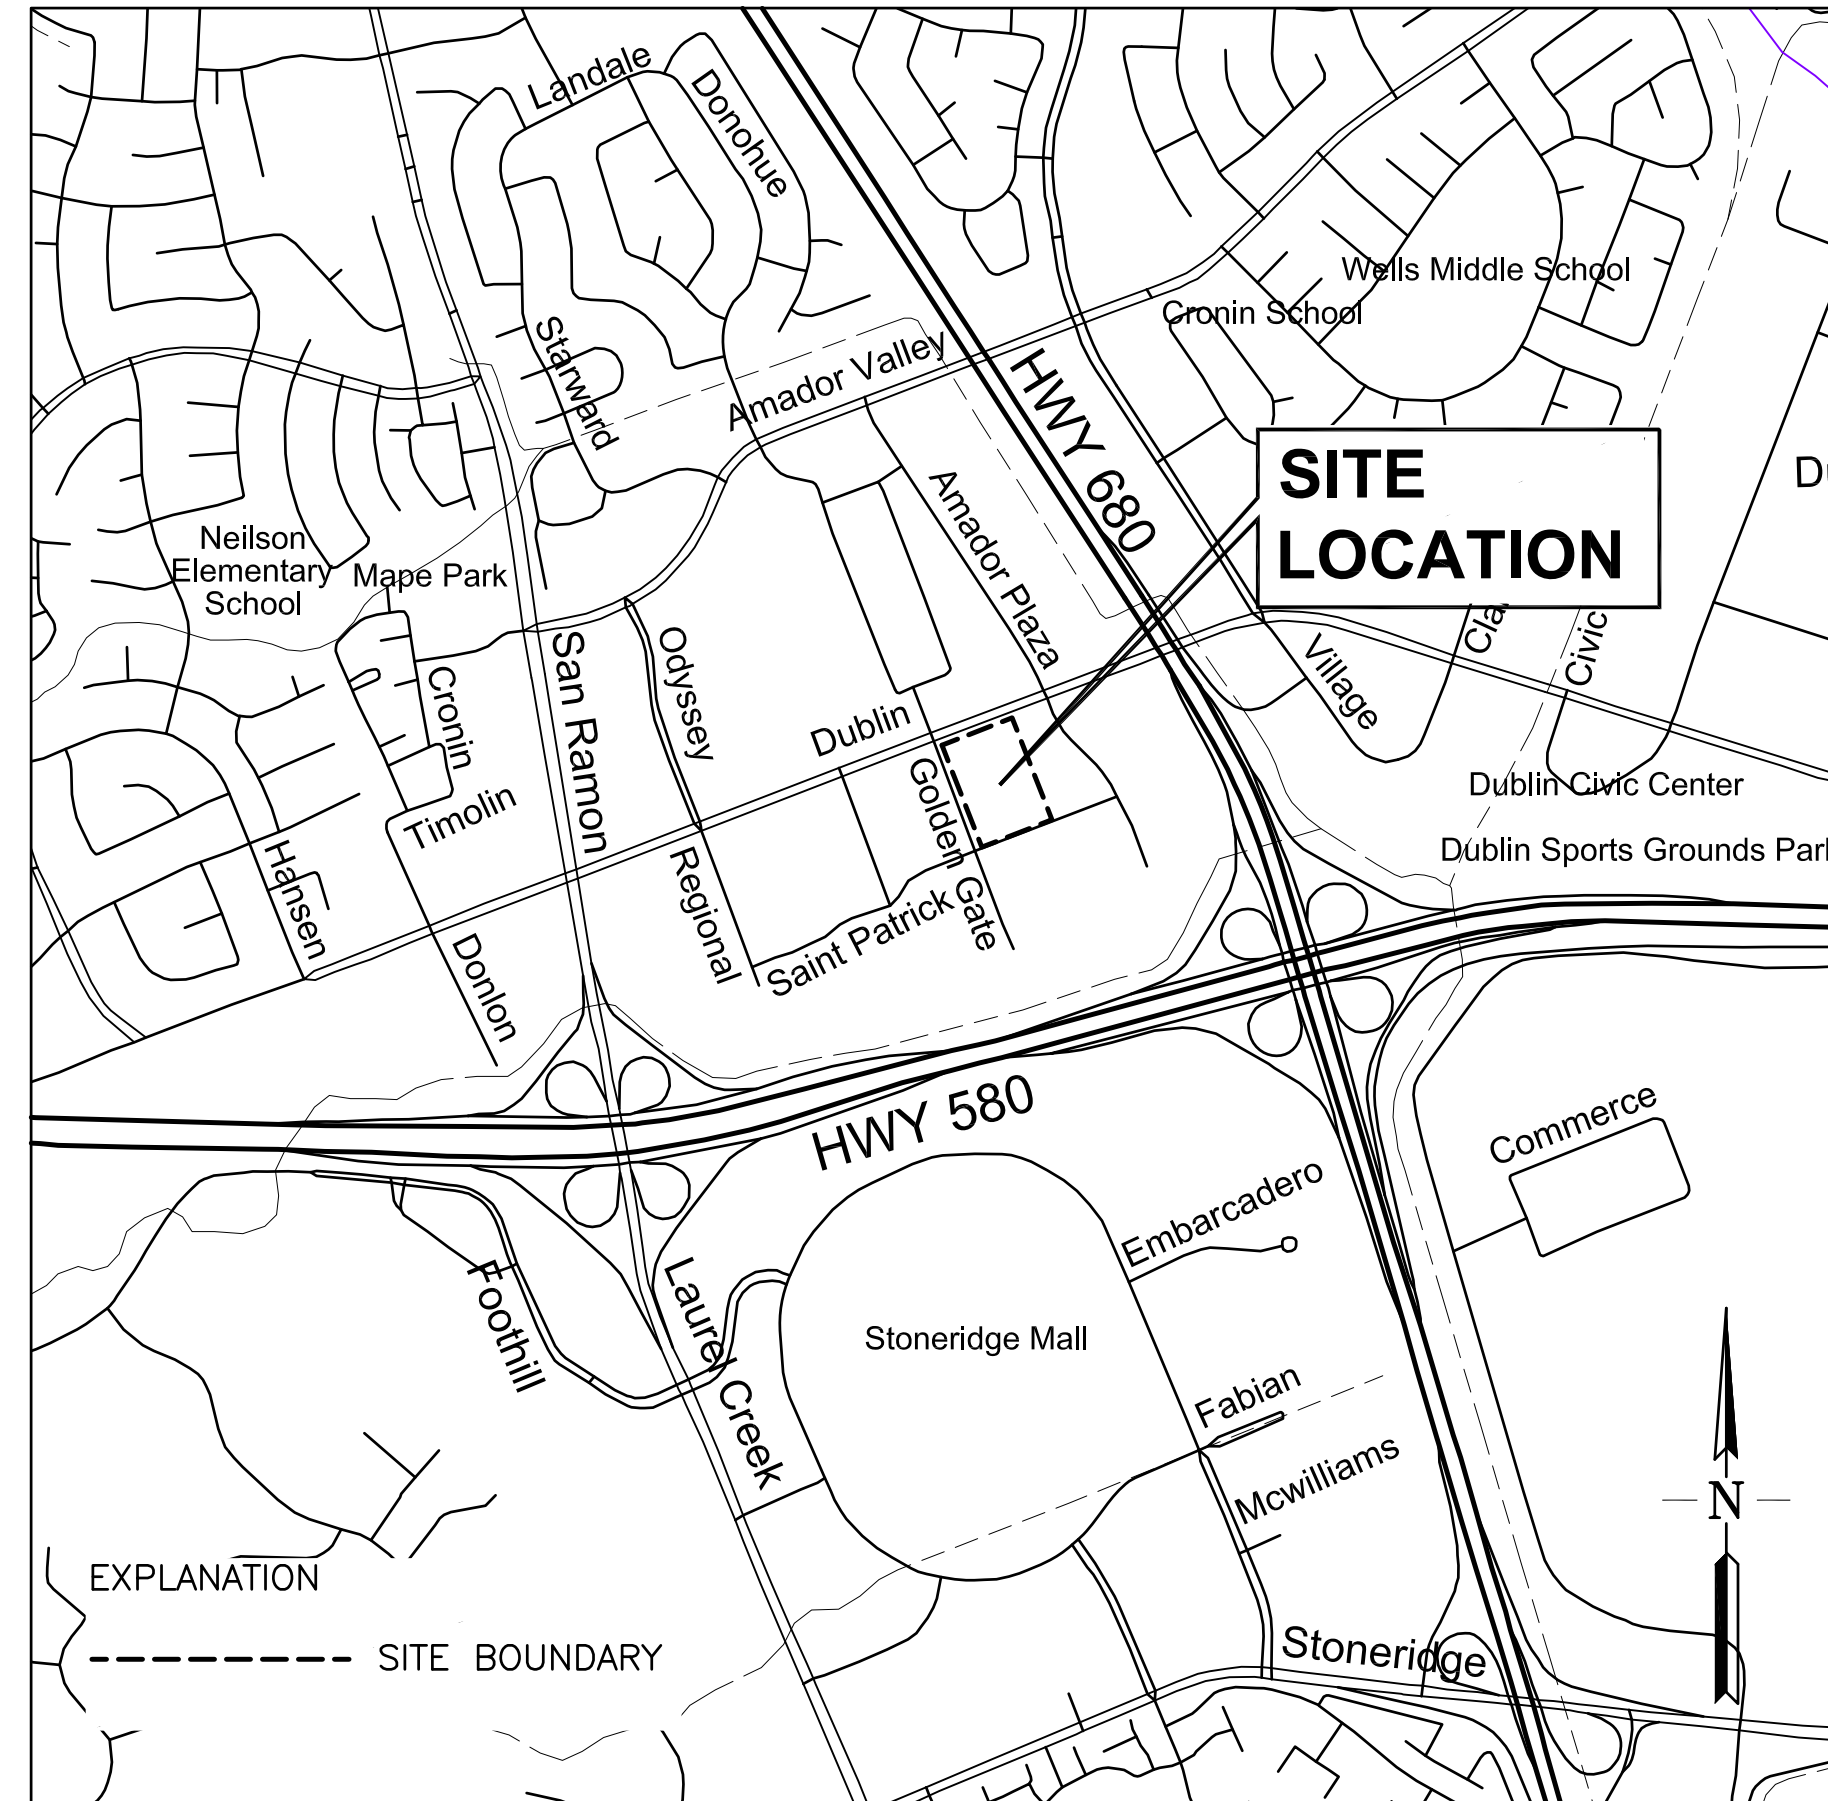 Landale
Donohue
Wells Middle School
Cronin School
Starward
Amador Valley
HWY 680
SITE
LOCATION
Amador Plaza
Neilson
Elementary
School
Mape Park
San Ramon
Odyssey
Cronin
Village
Civic
Dublin
Golden Gate
Timolin
Hansen
Regional
Donlon
Saint Patrick
Dublin Civic Center
Dublin Sports Grounds Park
HWY 580
Commerce
Embarcadero
Foothill
Laurel Creek
Stoneridge Mall
Fabian
Mcwilliams
N
EXPLANATION
SITE BOUNDARY
Stoneridge